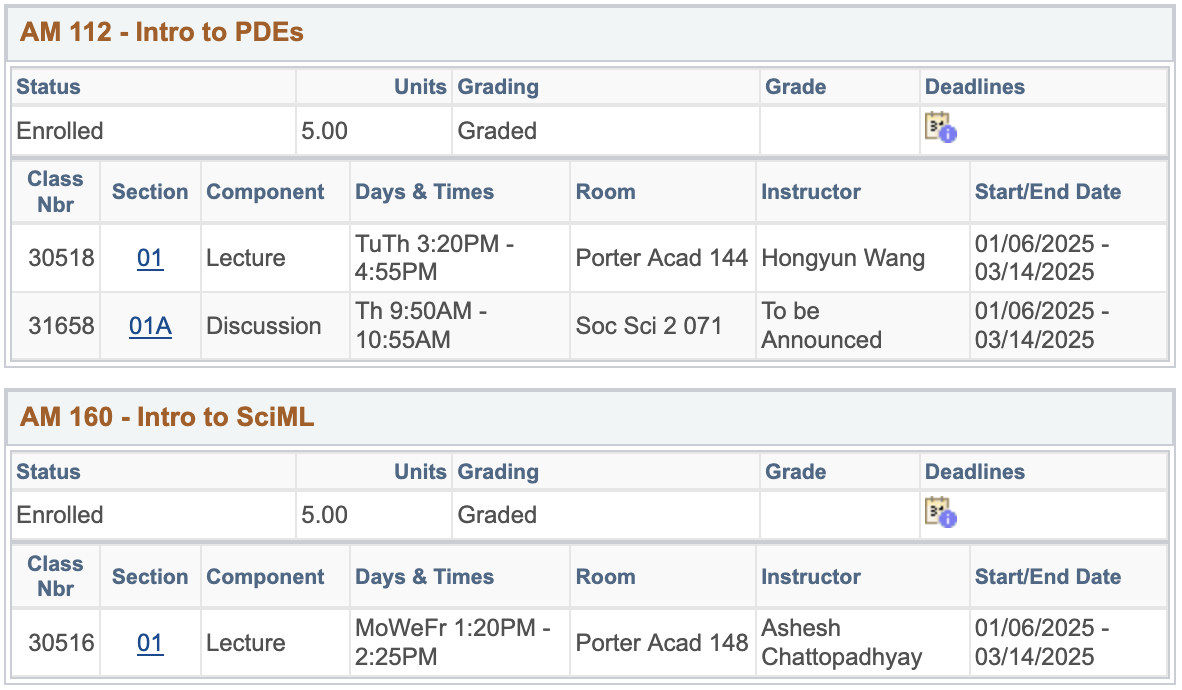 AM 112 - Intro to PDEs
Status Units Grading Grade Deadlines
Enrolled 5.00 Graded
Class Nbr Section Component Days & Times Room Instructor Start/End Date
30518 01 Lecture TuTh 3:20PM - 4:55PM Porter Acad 144 Hongyun Wang 01/06/2025 - 03/14/2025
31658 01A Discussion Th 9:50AM - 10:55AM Soc Sci 2 071 To be Announced 01/06/2025 - 03/14/2025
AM 160 - Intro to SciML
Status Units Grading Grade Deadlines
Enrolled 5.00 Graded
Class Nbr Section Component Days & Times Room Instructor Start/End Date
30516 01 Lecture MoWeFr 1:20PM - 2:25PM Porter Acad 148 Ashesh Chattopadhyay 01/06/2025 - 03/14/2025